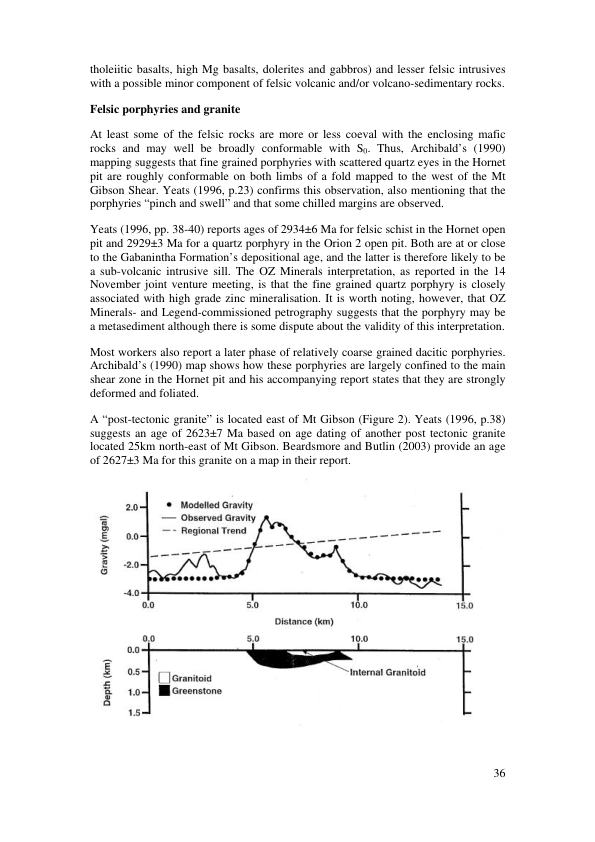 tholeiitic basalts, high Mg basalts, dolerites and gabbros) and lesser felsic intrusives
with a possible minor component of felsic volcanic and/or volcano-sedimentary rocks.
Felsic porphyries and granite
At least some of the felsic rocks are more or less coeval with the enclosing mafic
rocks and may well be broadly conformable with S₀. Thus, Archibald's (1990)
mapping suggests that fine grained porphyries with scattered quartz eyes in the Hornet
pit are roughly conformable on both limbs of a fold mapped to the west of the Mt
Gibson Shear. Yeats (1996, p.23) confirms this observation, also mentioning that the
porphyries “pinch and swell” and that some chilled margins are observed.
Yeats (1996, pp. 38-40) reports ages of 2934±6 Ma for felsic schist in the Hornet open
pit and 2929±3 Ma for a quartz porphyry in the Orion 2 open pit. Both are at or close
to the Gabanintha Formation's depositional age, and the latter is therefore likely to be
a sub-volcanic intrusive sill. The OZ Minerals interpretation, as reported in the 14
November joint venture meeting, is that the fine grained quartz porphyry is closely
associated with high grade zinc mineralisation. It is worth noting, however, that OZ
Minerals- and Legend-commissioned petrography suggests that the porphyry may be
a metasediment although there is some dispute about the validity of this interpretation.
Most workers also report a later phase of relatively coarse grained dacitic porphyries.
Archibald's (1990) map shows how these porphyries are largely confined to the main
shear zone in the Hornet pit and his accompanying report states that they are strongly
deformed and foliated.
A “post-tectonic granite” is located east of Mt Gibson (Figure 2). Yeats (1996, p.38)
suggests an age of 2623±7 Ma based on age dating of another post tectonic granite
located 25km north-east of Mt Gibson. Beardsmore and Butlin (2003) provide an age
of 2627±3 Ma for this granite on a map in their report.
Modelled Gravity
Observed Gravity
Regional Trend
Gravity (mgal)
2.0
0.0
-2.0
-4.0
0.0 5.0 10.0 15.0
Distance (km)
0.0 5.0 10.0 15.0
Depth (km)
0.0
0.5
1.0
1.5
Internal Granitoid
Granitoid
Greenstone
36